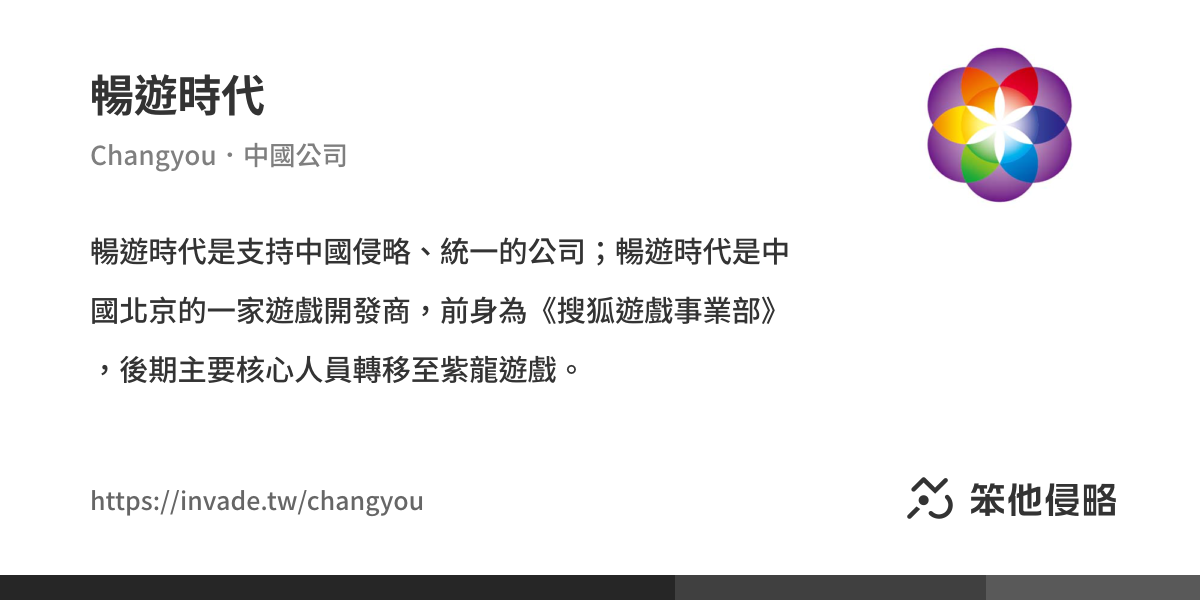 暢遊時代
Changyou・中國公司
暢遊時代是支持中國侵略、統一的公司；暢遊時代是中
國北京的一家遊戲開發商，前身為《搜狐遊戲事業部》
，後期主要核心人員轉移至紫龍遊戲。
https://invade.tw/changyou
笨他侵略